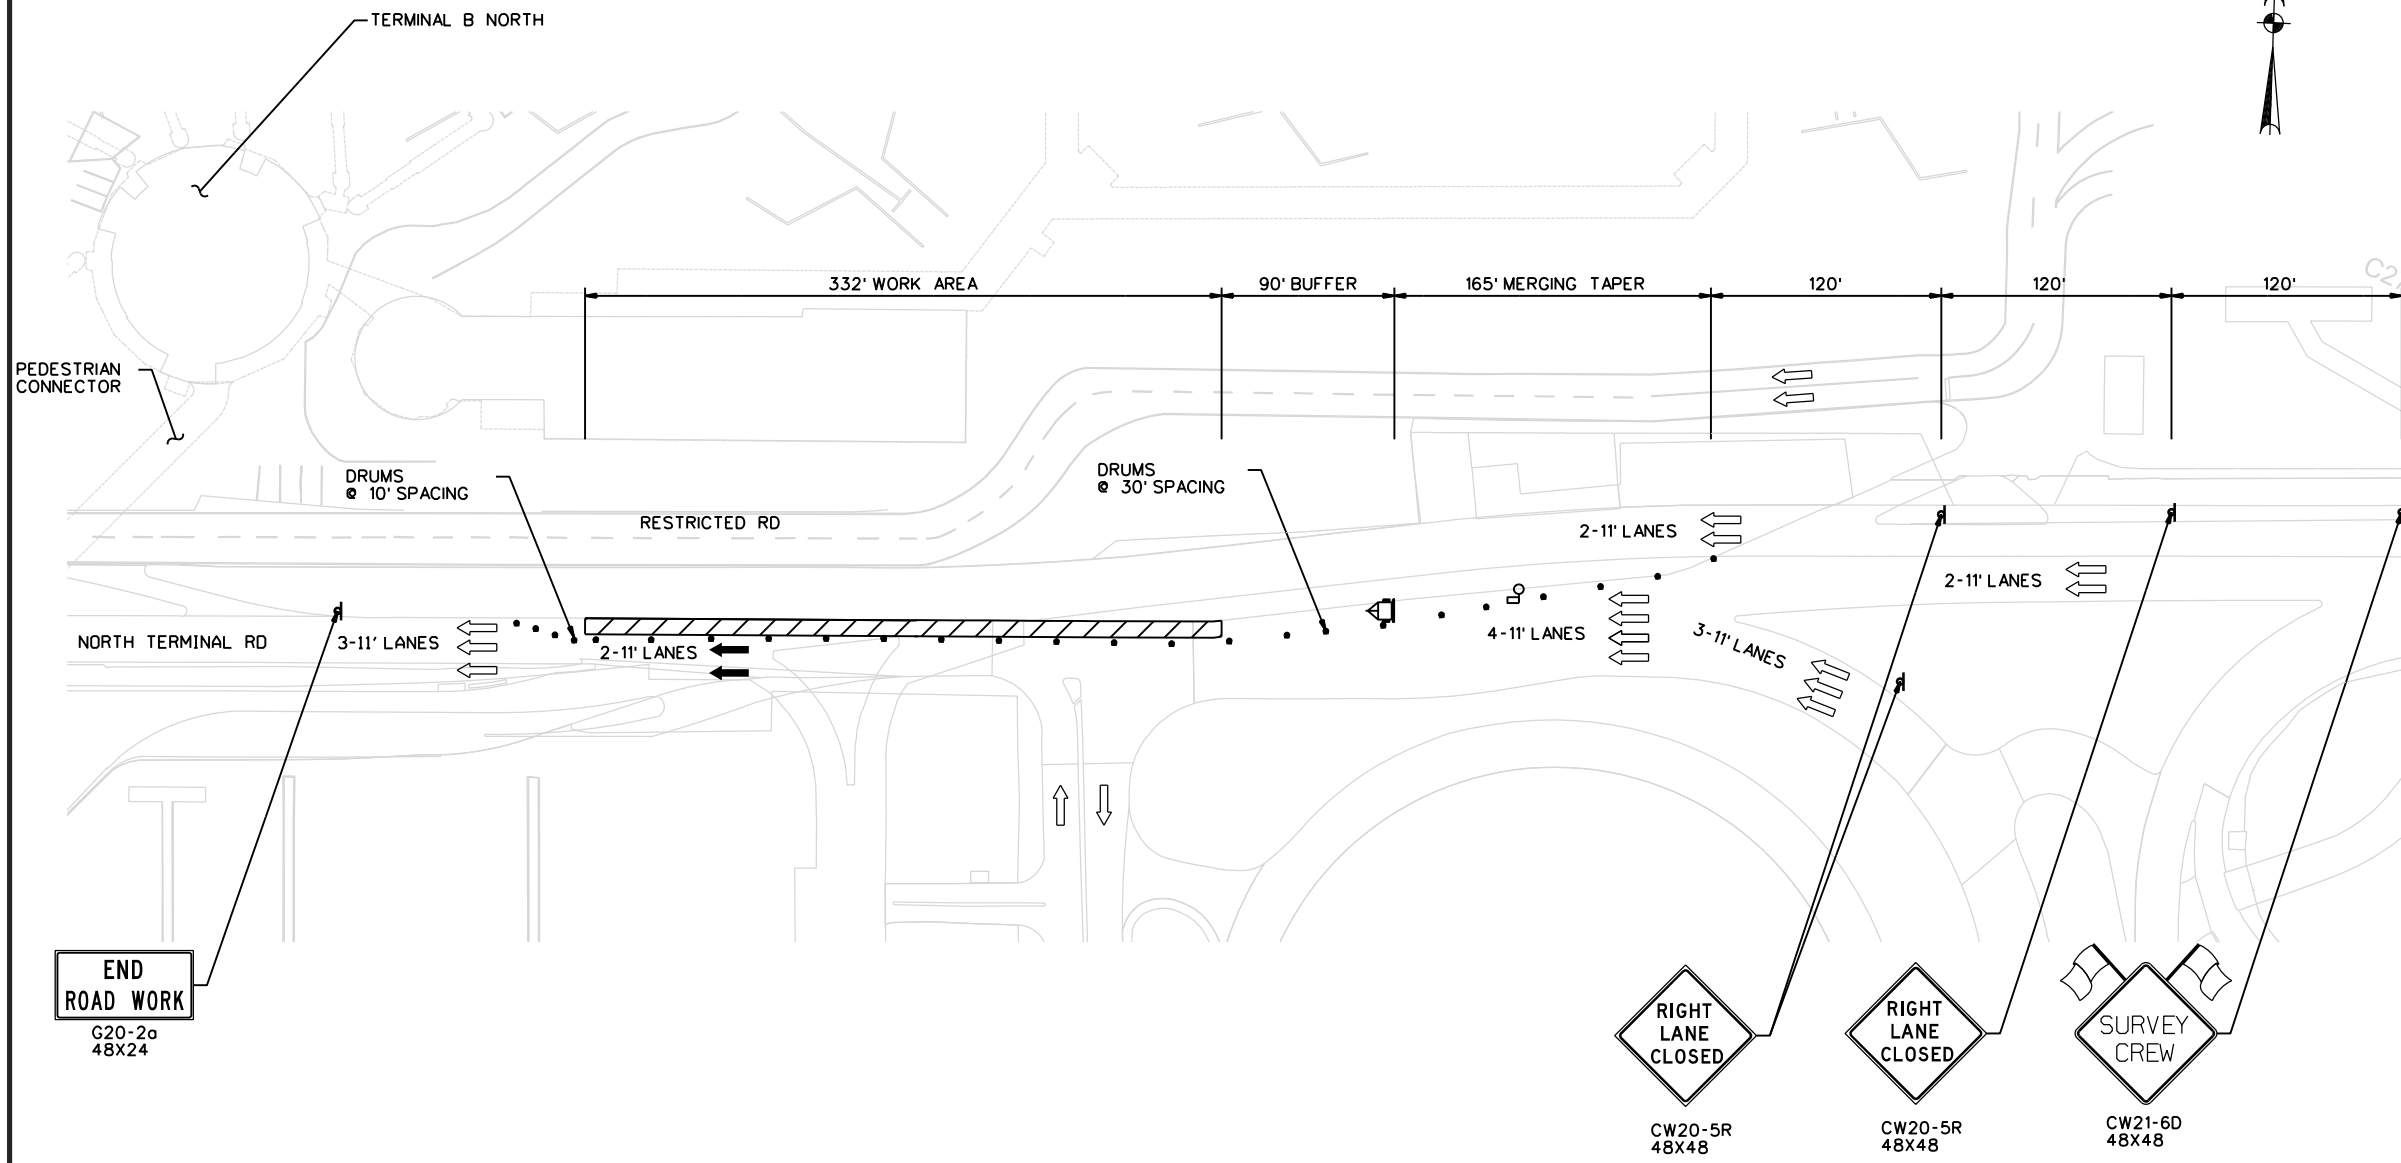 TERMINAL B NORTH
332' WORK AREA
90' BUFFER
165' MERGING TAPER
120'
120'
120'
PEDESTRIAN
CONNECTOR
DRUMS
@ 10' SPACING
DRUMS
@ 30' SPACING
RESTRICTED RD
2-11' LANES
2-11' LANES
NORTH TERMINAL RD
3-11' LANES
2-11' LANES
4-11' LANES
3-11' LANES
END
ROAD WORK
G20-2a
48X24
RIGHT
LANE
CLOSED
CW20-5R
48X48
RIGHT
LANE
CLOSED
CW20-5R
48X48
SURVEY
CREW
CW21-6D
48X48